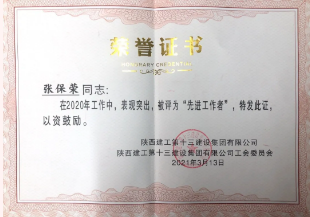 荣誉证书
HONORARY CREDENTIAL
张保荣同志：
在2020年工作中，表现突出，被评为“先进工作者”，特发此证，
以资鼓励。
陕西建工第十三建设集团有限公司
陕西建工第十三建设集团有限公司工会委员会
2021年3月13日